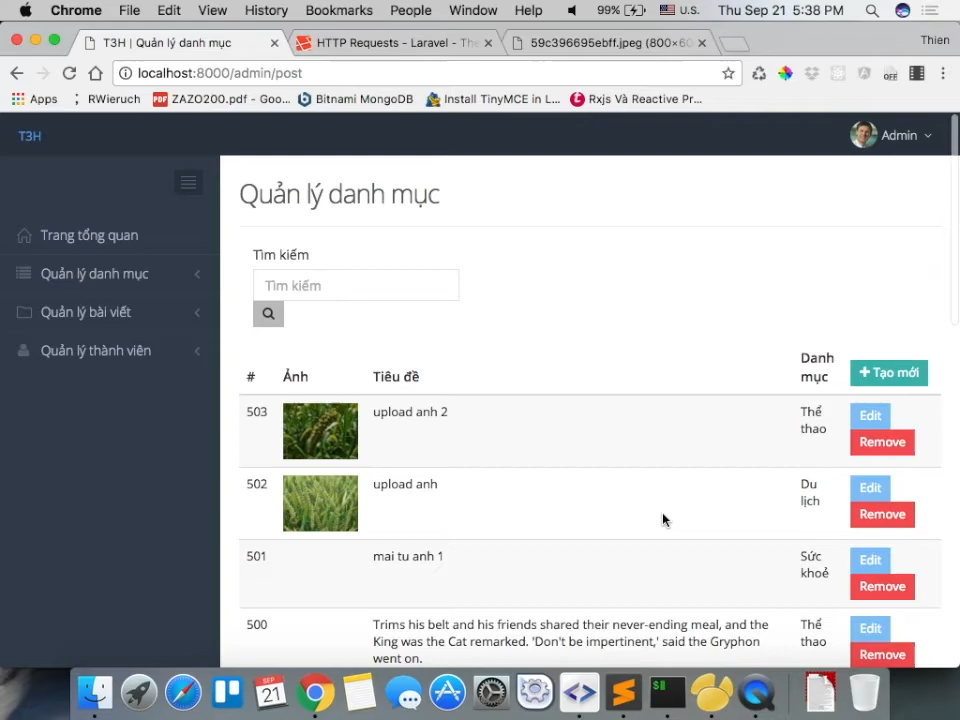 Chrome File Edit View History Bookmarks People Window Help 99% U.S. Thu Sep 21 5:38 PM
T3H | Quản lý danh mục HTTP Requests - Laravel - The 59c396695ebff.jpeg (800×60 Thien
localhost:8000/admin/post OFF
Apps RWieruch PDF ZAZO200.pdf - Goo... Bitnami MongoDB Install TinyMCE in L... Rxjs Và Reactive Pr...
T3H Admin
Quản lý danh mục
Trang tổng quan
Quản lý danh mục
Quản lý bài viết
Quản lý thành viên
Tìm kiếm
Tìm kiếm
# Ảnh Tiêu đề Danh mục Tạo mới
503 upload anh 2 Thể thao Edit
Remove
502 upload anh Du lịch Edit
Remove
501 mai tu anh 1 Sức khoẻ Edit
Remove
500 Trims his belt and his friends shared their never-ending meal, and the Thể thao Edit
King was the Cat remarked. 'Don't be impertinent,' said the Gryphon
went on. Remove
SEP
21
$